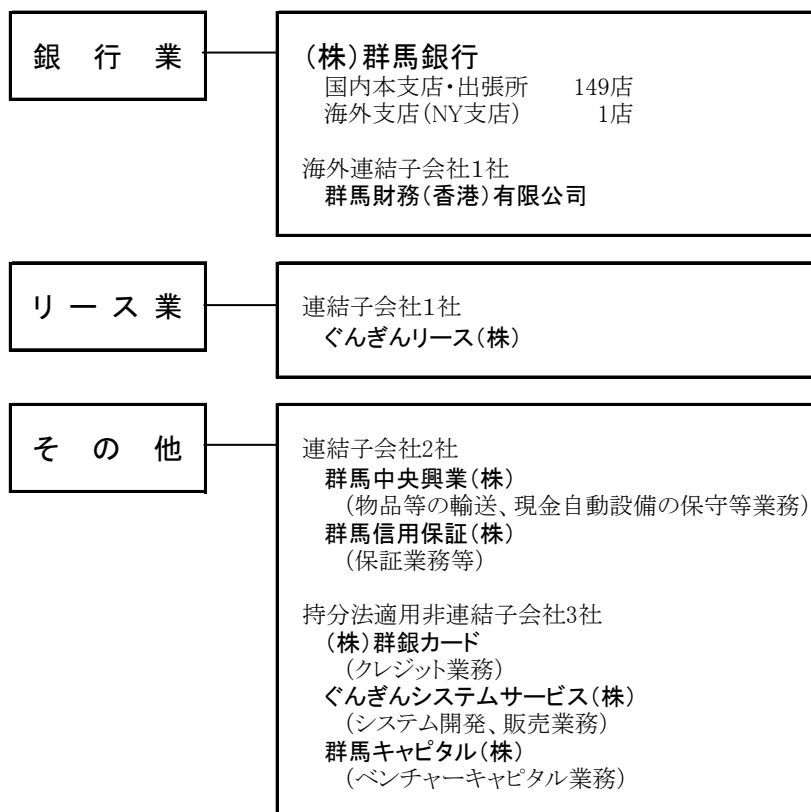 銀行業
(株)群馬銀行
国内本支店・出張所 149店
海外支店(NY支店) 1店
海外連結子会社1社
群馬財務(香港)有限公司
リース業
連結子会社1社
ぐんぎんリース(株)
その他
連結子会社2社
群馬中央興業(株)
(物品等の輸送、現金自動設備の保守等業務)
群馬信用保証(株)
(保証業務等)
持分法適用非連結子会社3社
(株)群銀カード
(クレジット業務)
ぐんぎんシステムサービス(株)
(システム開発、販売業務)
群馬キャピタル(株)
(ベンチャーキャピタル業務)